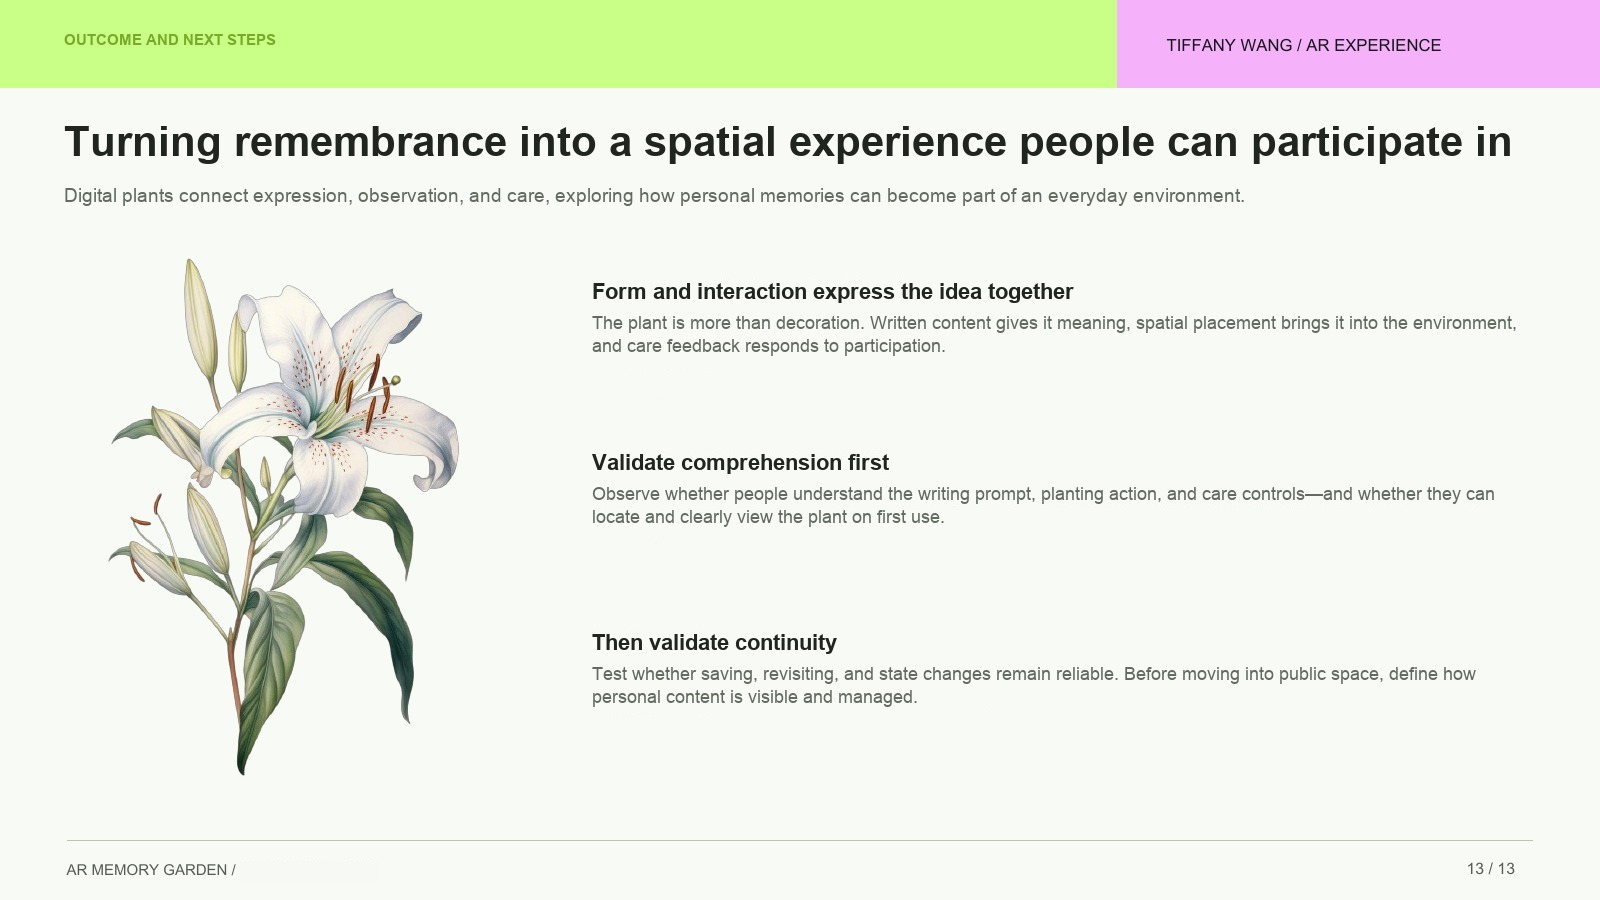 OUTCOME AND NEXT STEPS
TIFFANY WANG / AR EXPERIENCE
Turning remembrance into a spatial experience people can participate in
Digital plants connect expression, observation, and care, exploring how personal memories can become part of an everyday environment.
Form and interaction express the idea together
The plant is more than decoration. Written content gives it meaning, spatial placement brings it into the environment,
and care feedback responds to participation.
Validate comprehension first
Observe whether people understand the writing prompt, planting action, and care controls—and whether they can
locate and clearly view the plant on first use.
Then validate continuity
Test whether saving, revisiting, and state changes remain reliable. Before moving into public space, define how
personal content is visible and managed.
AR MEMORY GARDEN /
13 / 13